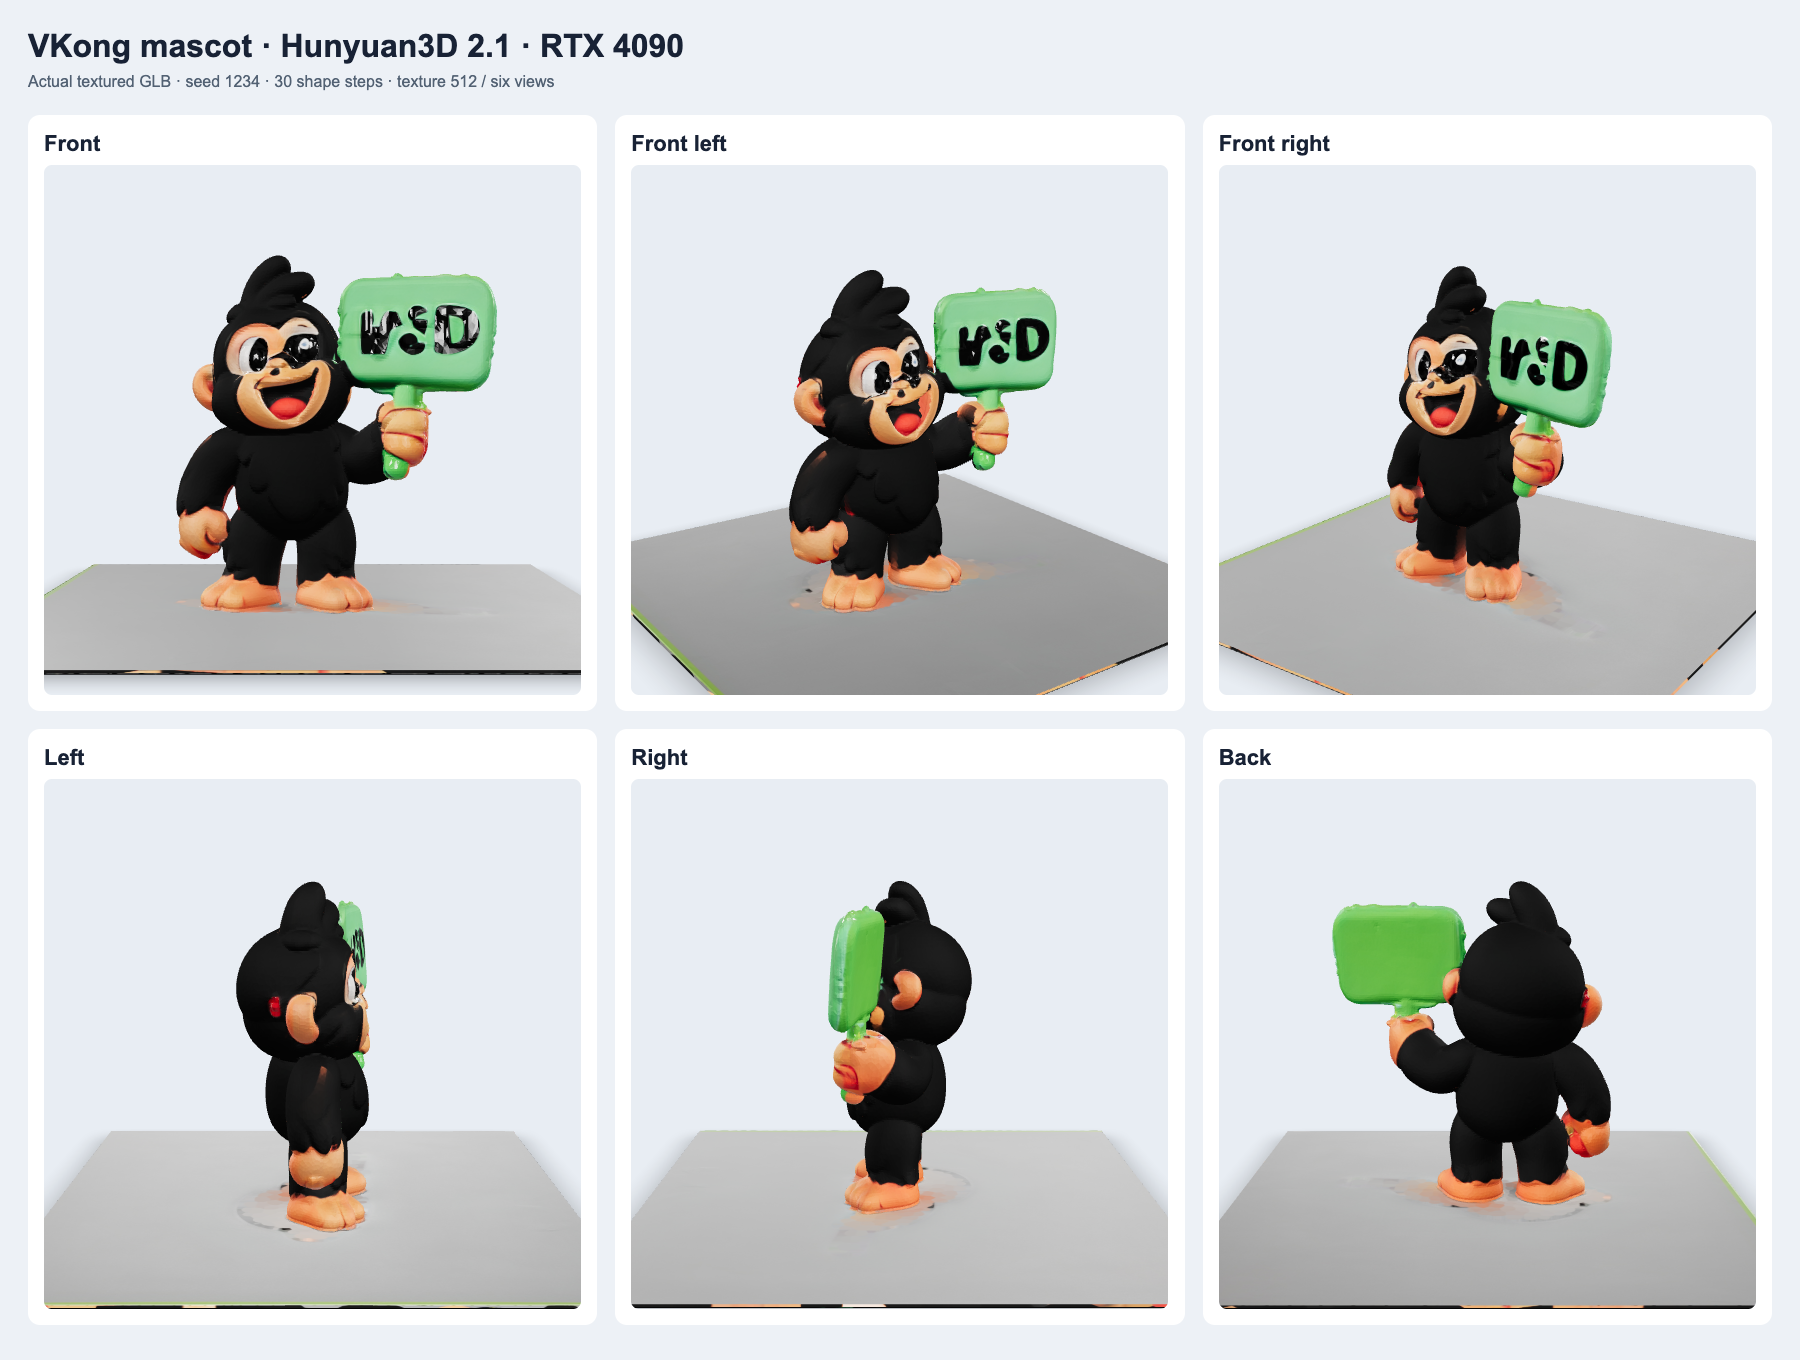 VKong mascot · Hunyuan3D 2.1 · RTX 4090
Actual textured GLB · seed 1234 · 30 shape steps · texture 512 / six views
Front
Front left
Front right
Left
Right
Back